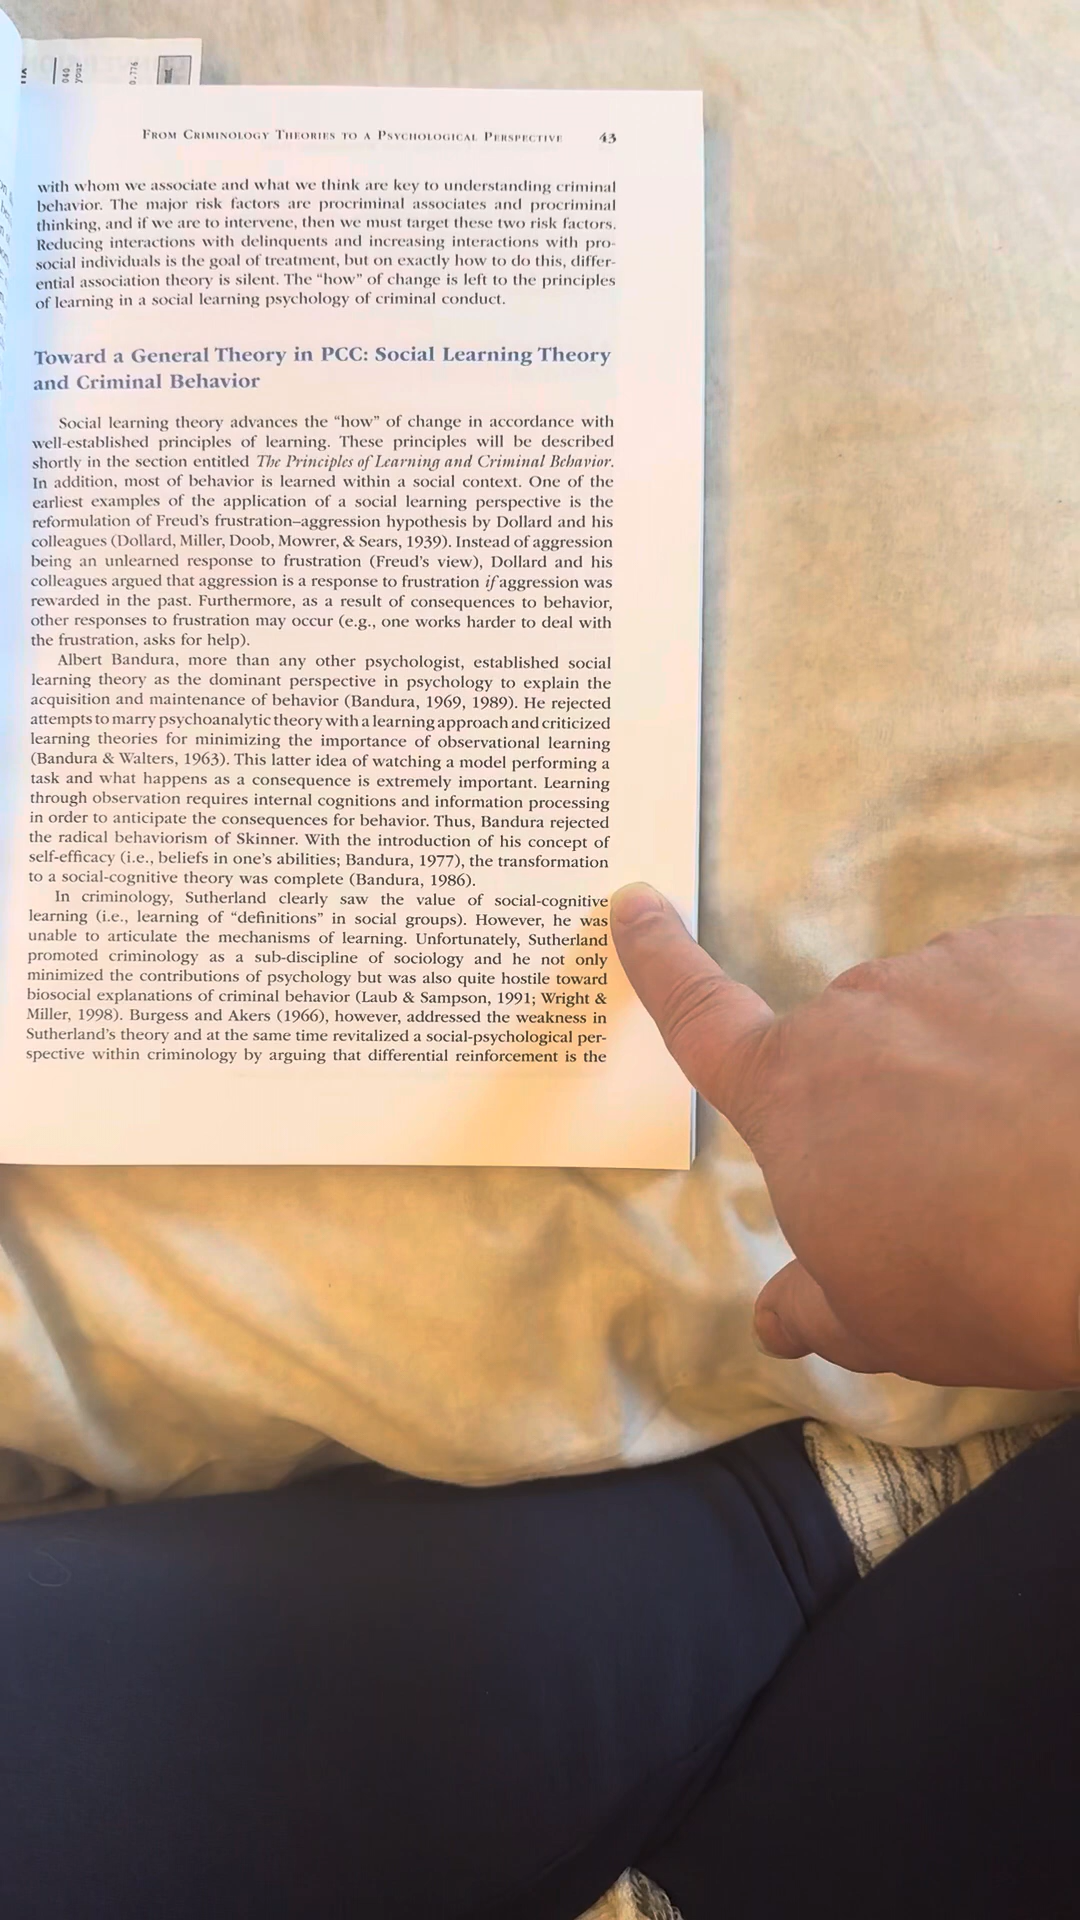 040
your
0.776
FROM CRIMINOLOGY THEORIES TO A PSYCHOLOGICAL PERSPECTIVE 43
with whom we associate and what we think are key to understanding criminal
behavior. The major risk factors are procriminal associates and procriminal
thinking, and if we are to intervene, then we must target these two risk factors.
Reducing interactions with delinquents and increasing interactions with pro-
social individuals is the goal of treatment, but on exactly how to do this, differ-
ential association theory is silent. The “how” of change is left to the principles
of learning in a social learning psychology of criminal conduct.
Toward a General Theory in PCC: Social Learning Theory
and Criminal Behavior
Social learning theory advances the “how” of change in accordance with
well-established principles of learning. These principles will be described
shortly in the section entitled The Principles of Learning and Criminal Behavior.
In addition, most of behavior is learned within a social context. One of the
earliest examples of the application of a social learning perspective is the
reformulation of Freud’s frustration–aggression hypothesis by Dollard and his
colleagues (Dollard, Miller, Doob, Mowrer, & Sears, 1939). Instead of aggression
being an unlearned response to frustration (Freud’s view), Dollard and his
colleagues argued that aggression is a response to frustration if aggression was
rewarded in the past. Furthermore, as a result of consequences to behavior,
other responses to frustration may occur (e.g., one works harder to deal with
the frustration, asks for help).
Albert Bandura, more than any other psychologist, established social
learning theory as the dominant perspective in psychology to explain the
acquisition and maintenance of behavior (Bandura, 1969, 1989). He rejected
attempts to marry psychoanalytic theory with a learning approach and criticized
learning theories for minimizing the importance of observational learning
(Bandura & Walters, 1963). This latter idea of watching a model performing a
task and what happens as a consequence is extremely important. Learning
through observation requires internal cognitions and information processing
in order to anticipate the consequences for behavior. Thus, Bandura rejected
the radical behaviorism of Skinner. With the introduction of his concept of
self-efficacy (i.e., beliefs in one’s abilities; Bandura, 1977), the transformation
to a social-cognitive theory was complete (Bandura, 1986).
In criminology, Sutherland clearly saw the value of social-cognitive
learning (i.e., learning of “definitions” in social groups). However, he was
unable to articulate the mechanisms of learning. Unfortunately, Sutherland
promoted criminology as a sub-discipline of sociology and he not only
minimized the contributions of psychology but was also quite hostile toward
biosocial explanations of criminal behavior (Laub & Sampson, 1991; Wright &
Miller, 1998). Burgess and Akers (1966), however, addressed the weakness in
Sutherland’s theory and at the same time revitalized a social-psychological per-
spective within criminology by arguing that differential reinforcement is the